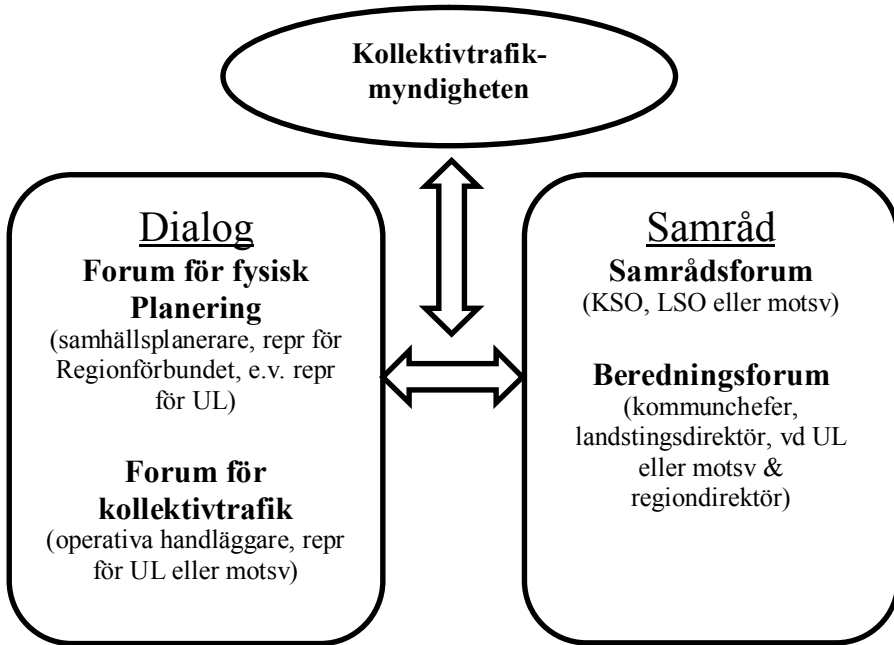 Kollektivtrafik-
myndigheten
Dialog
Forum för fysisk
Planering
(samhällsplanerare, repr för
Regionförbundet, e.v. repr
för UL)
Forum för
kollektivtrafik
(operativa handläggare, repr
för UL eller motsv)
Samråd
Samrådsforum
(KSO, LSO eller motsv)
Beredningsforum
(kommunchefer,
landstingsdirektör, vd UL
eller motsv &
regiondirektör)